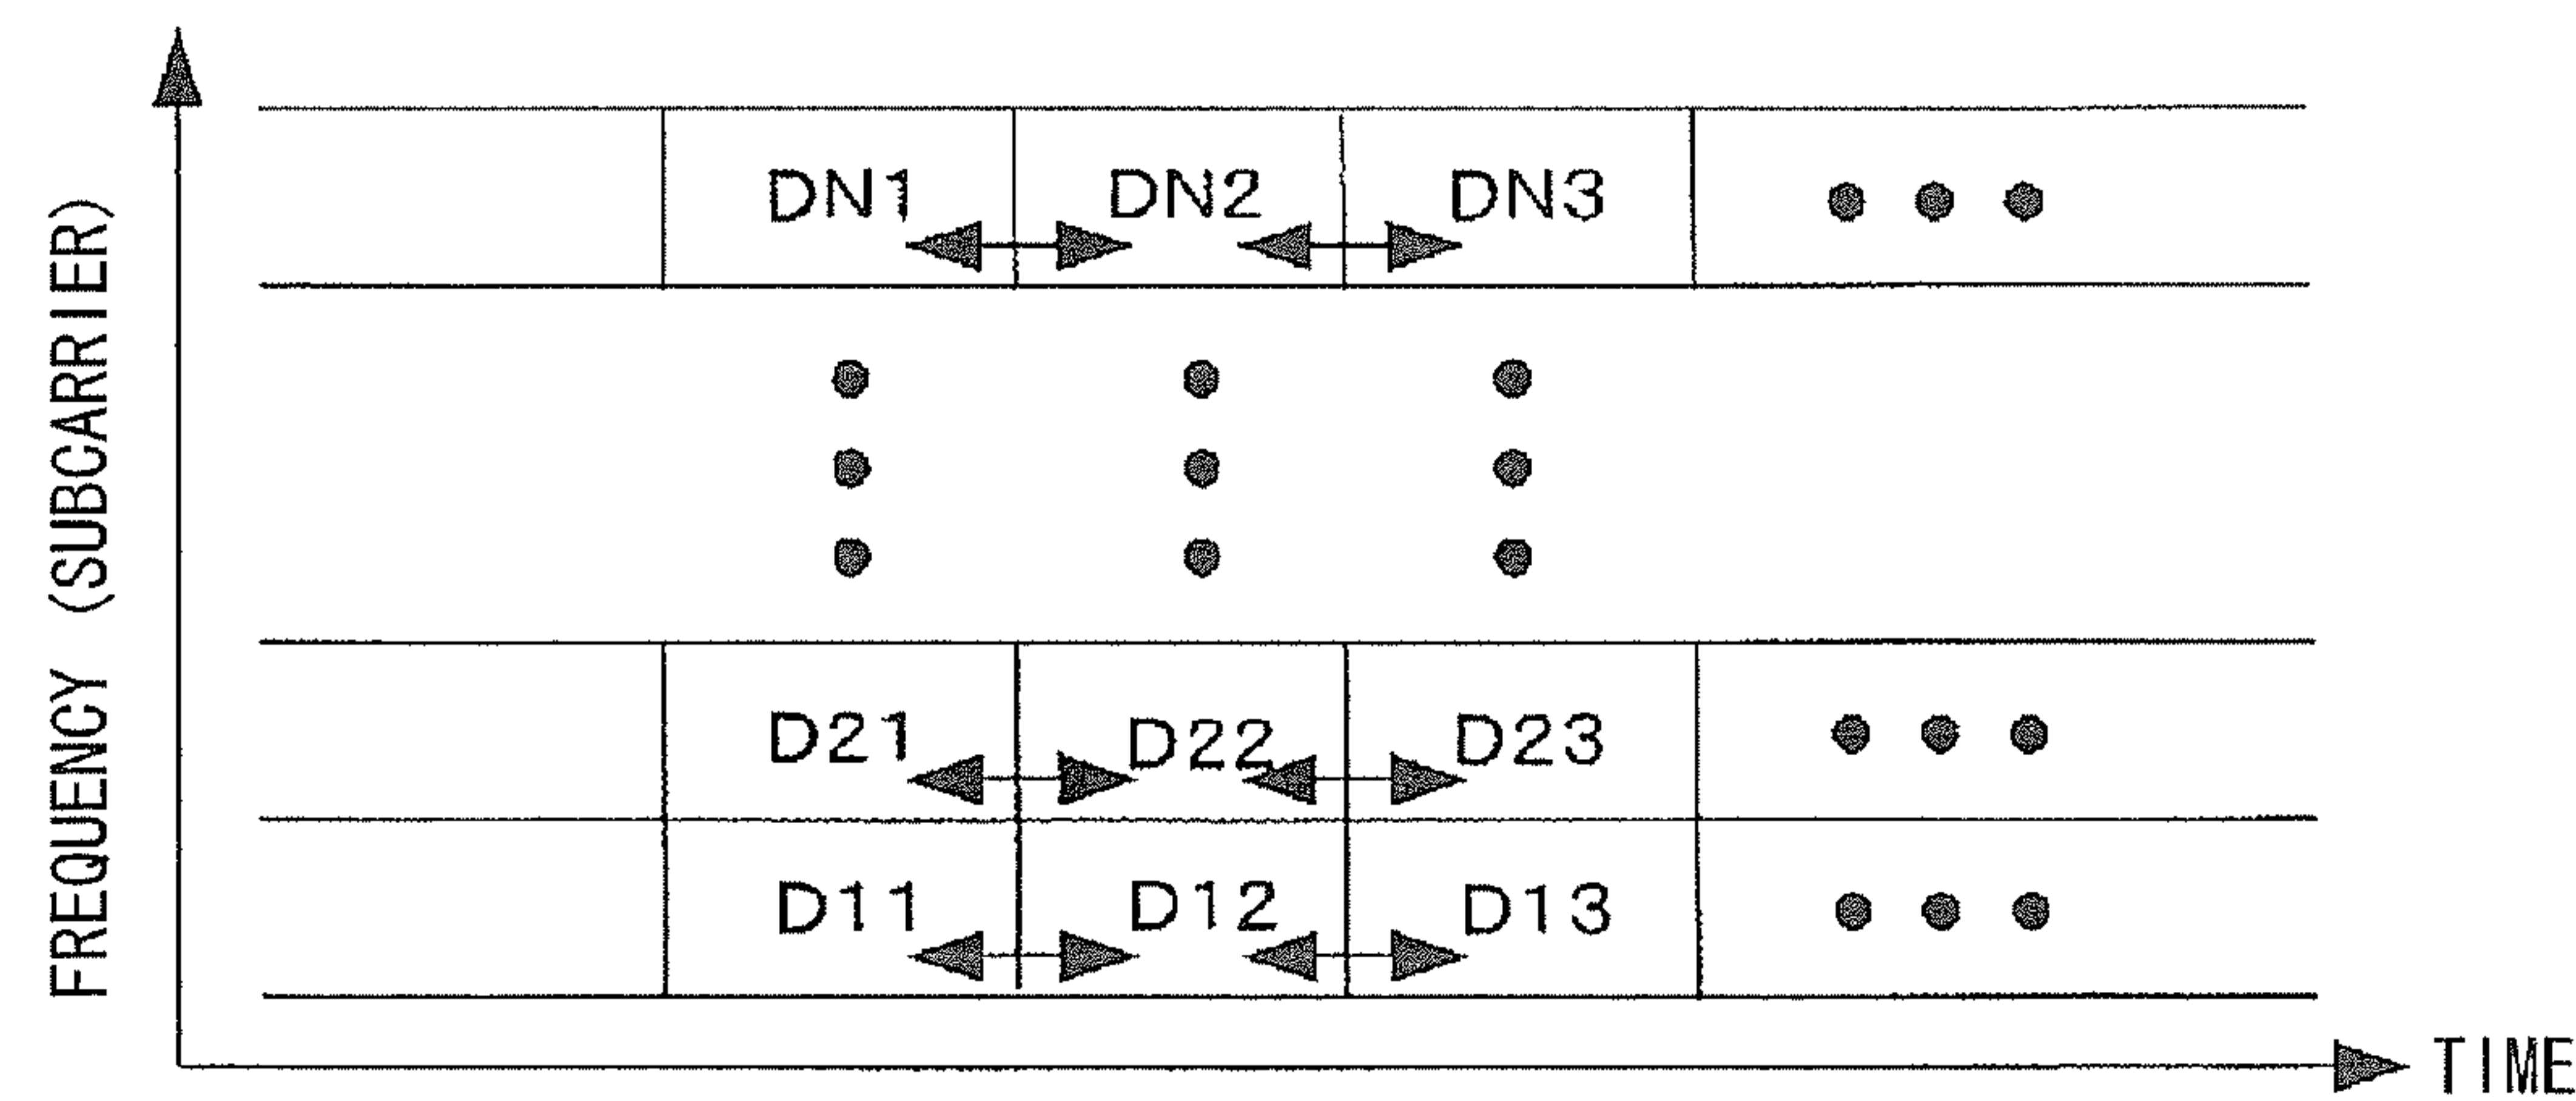 FREQUENCY (SUBCARRIER)
DN1 DN2 DN3
D21 D22 D23
D11 D12 D13
TIME